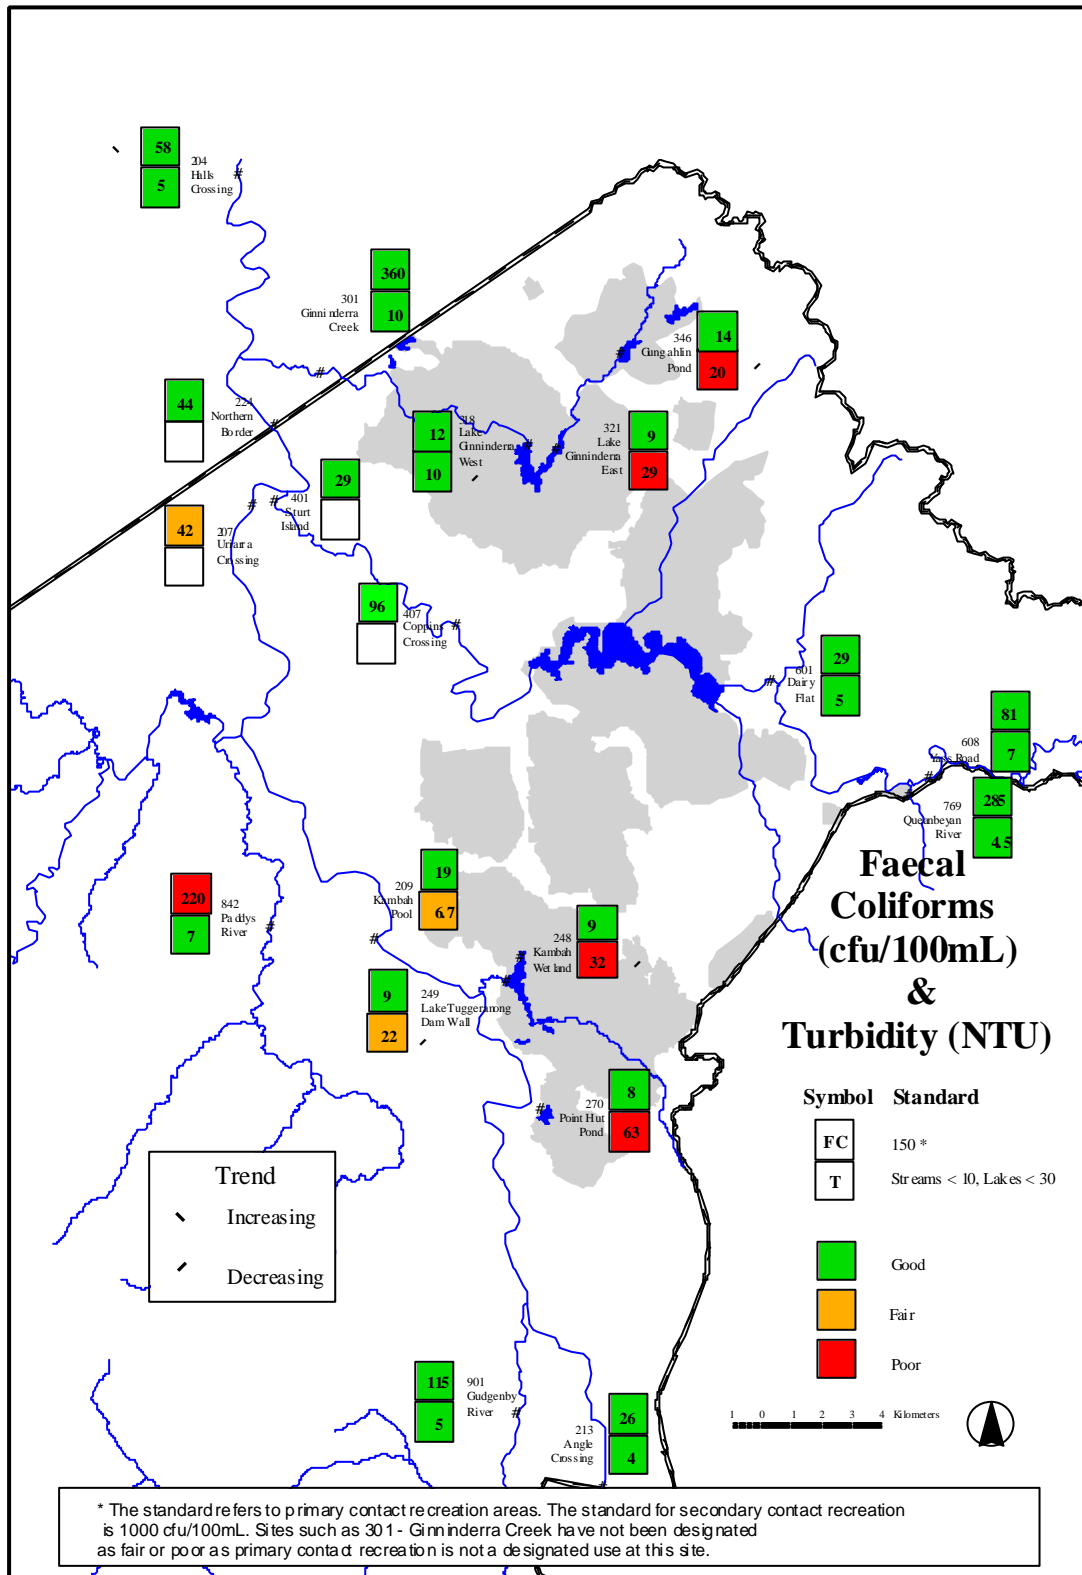 58
5
204
Halls
Crossing
#
360
10
301
Ginninderra
Creek
#
14
20
346
Gungahlin
Pond
#
44
224
Northern
Border
#
12
10
318
Lake
Ginninderra
West
#
9
29
321
Lake
Ginninderra
East
#
29
401
Sturt
Island
#
42
207
Uriarra
Crossing
#
96
407
Coppins
Crossing
#
29
5
601
Dairy
Flat
#
81
7
608
Yass Road
#
285
4.5
769
Queanbeyan
River
#
220
7
842
Paddys
River
#
19
6.7
209
Kambah
Pool
#
9
32
248
Kambah
Wetland
#
9
22
249
Lake Tuggeranong
Dam Wall
#
8
63
270
Point Hut
Pond
#
115
5
901
Gudgenby
River
#
26
4
213
Angle
Crossing
#
Faecal
Coliforms
(cfu/100mL)
&
Turbidity (NTU)
Symbol Standard
FC 150 *
T Streams < 10, Lakes < 30
Good
Fair
Poor
1 0 1 2 3 4 Kilometers
Trend
Increasing
Decreasing
* The standard refers to primary contact recreation areas. The standard for secondary contact recreation
is 1000 cfu/100mL. Sites such as 301 - Ginninderra Creek have not been designated
as fair or poor as primary contact recreation is not a designated use at this site.